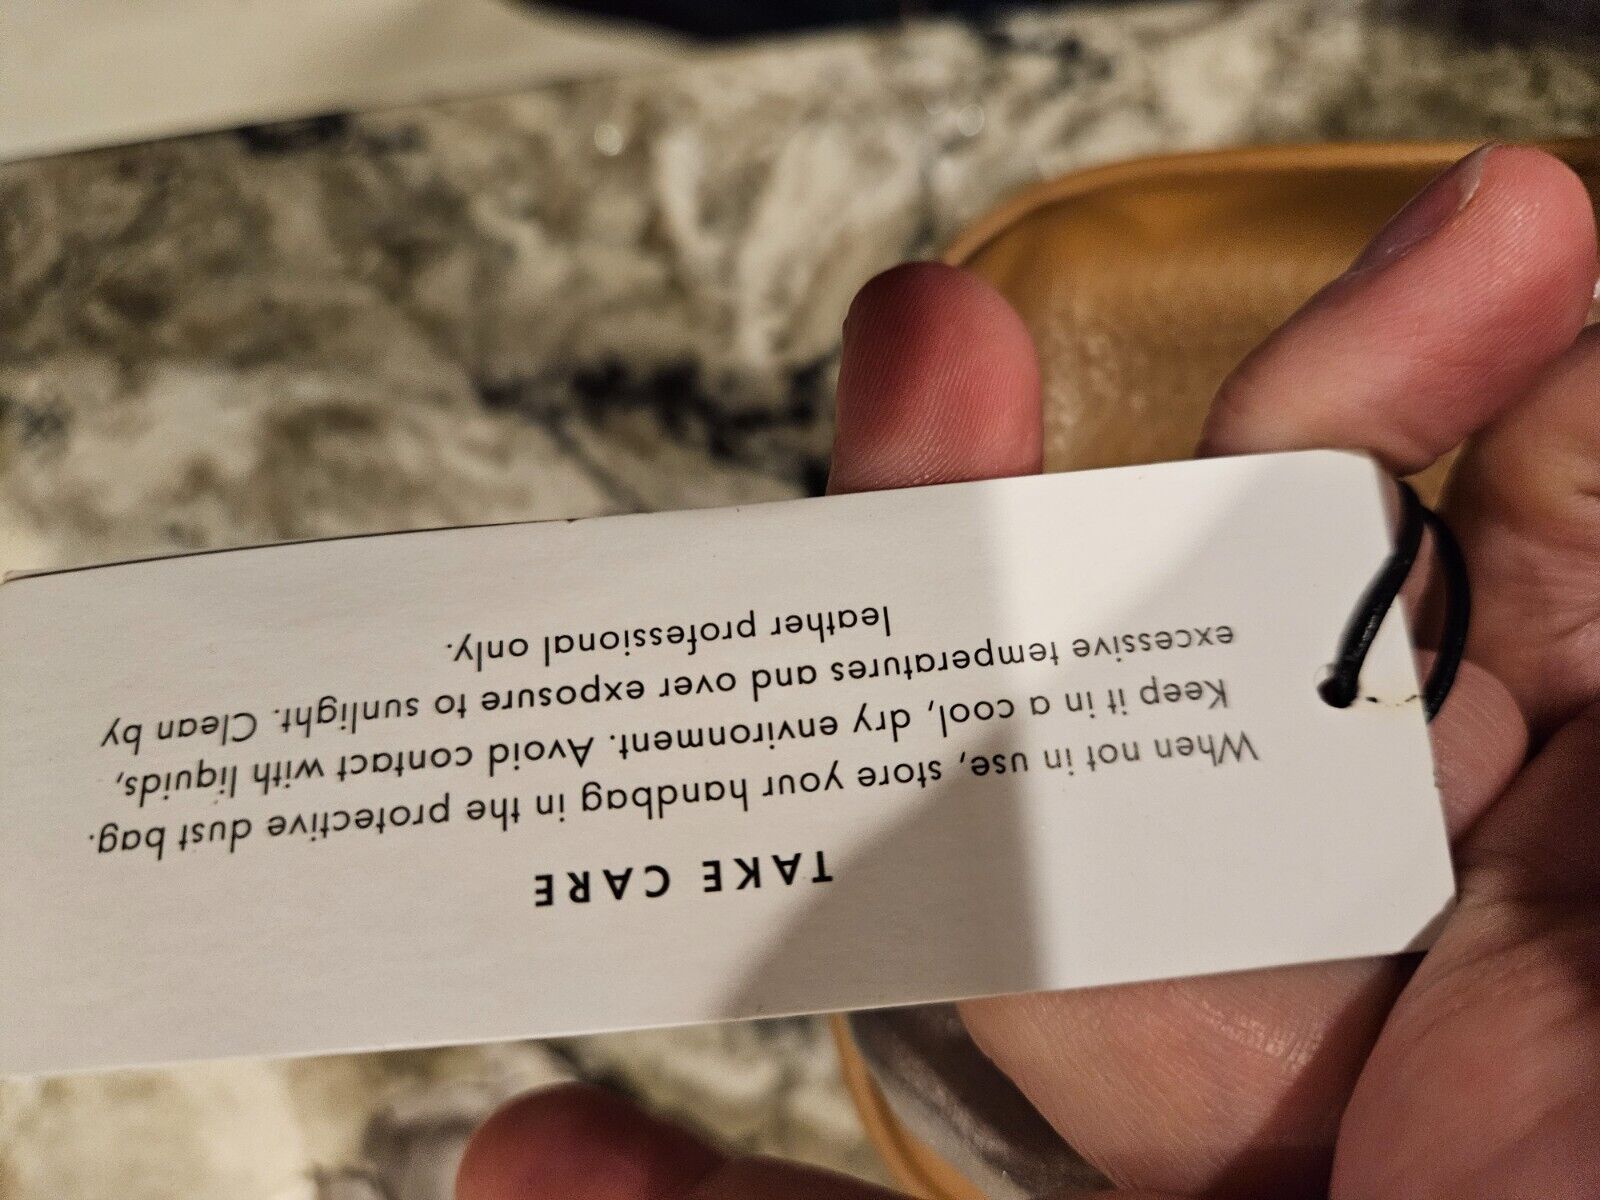 TAKE CARE
When not in use, store your handbag in the protective dust bag.
Keep it in a cool, dry environment. Avoid contact with liquids,
excessive temperatures and over exposure to sunlight. Clean by
leather professional only.